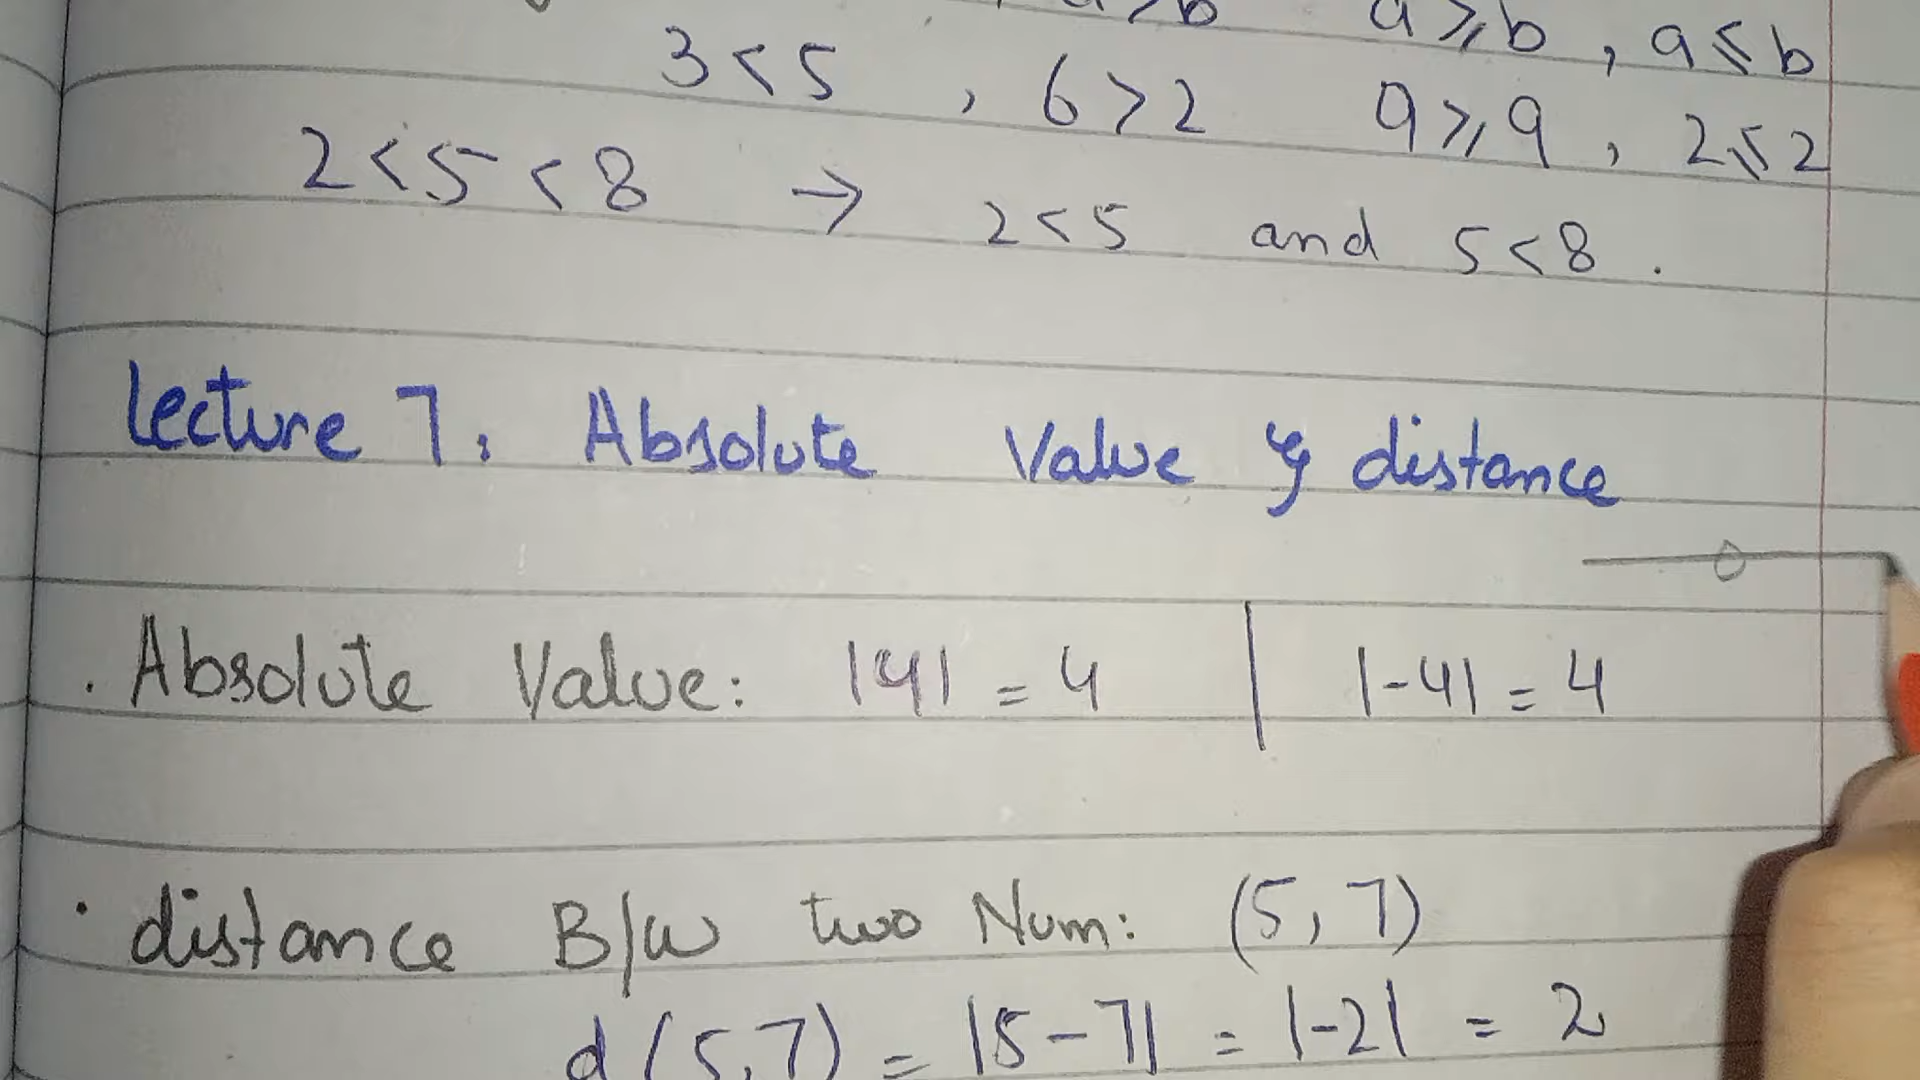 a>b a≥b , a≤b
3<5 , 6>2 9≥9 , 2≤2
2<5<8 → 2<5 and 5<8 .
Lecture 7: Absolute Value & distance
0
. Absolute Value: |4| = 4 | |-4| = 4
· distance B/w two Num: (5, 7)
d(5,7) = |5-7| = |-2| = 2